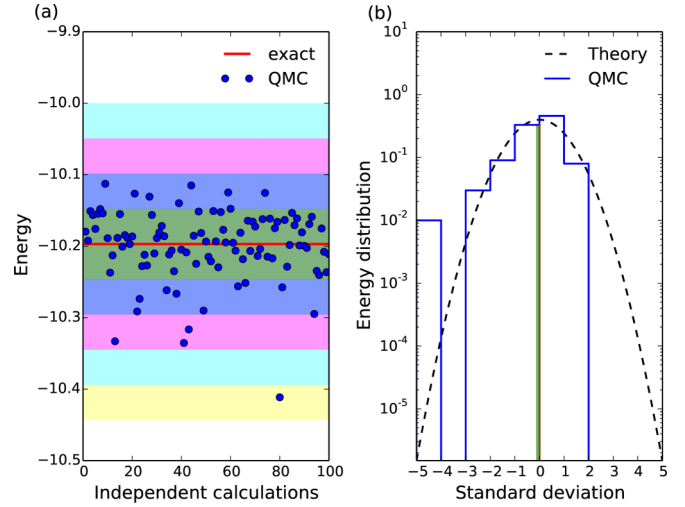 (a)
−9.9
−10.0
−10.1
−10.2
−10.3
−10.4
−10.5
Energy
exact
QMC
0 20 40 60 80 100
Independent calculations
(b)
10^1
10^0
10^-1
10^-2
10^-3
10^-4
10^-5
Energy distribution
Theory
QMC
−5 −4 −3 −2 −1 0 1 2 3 4 5
Standard deviation